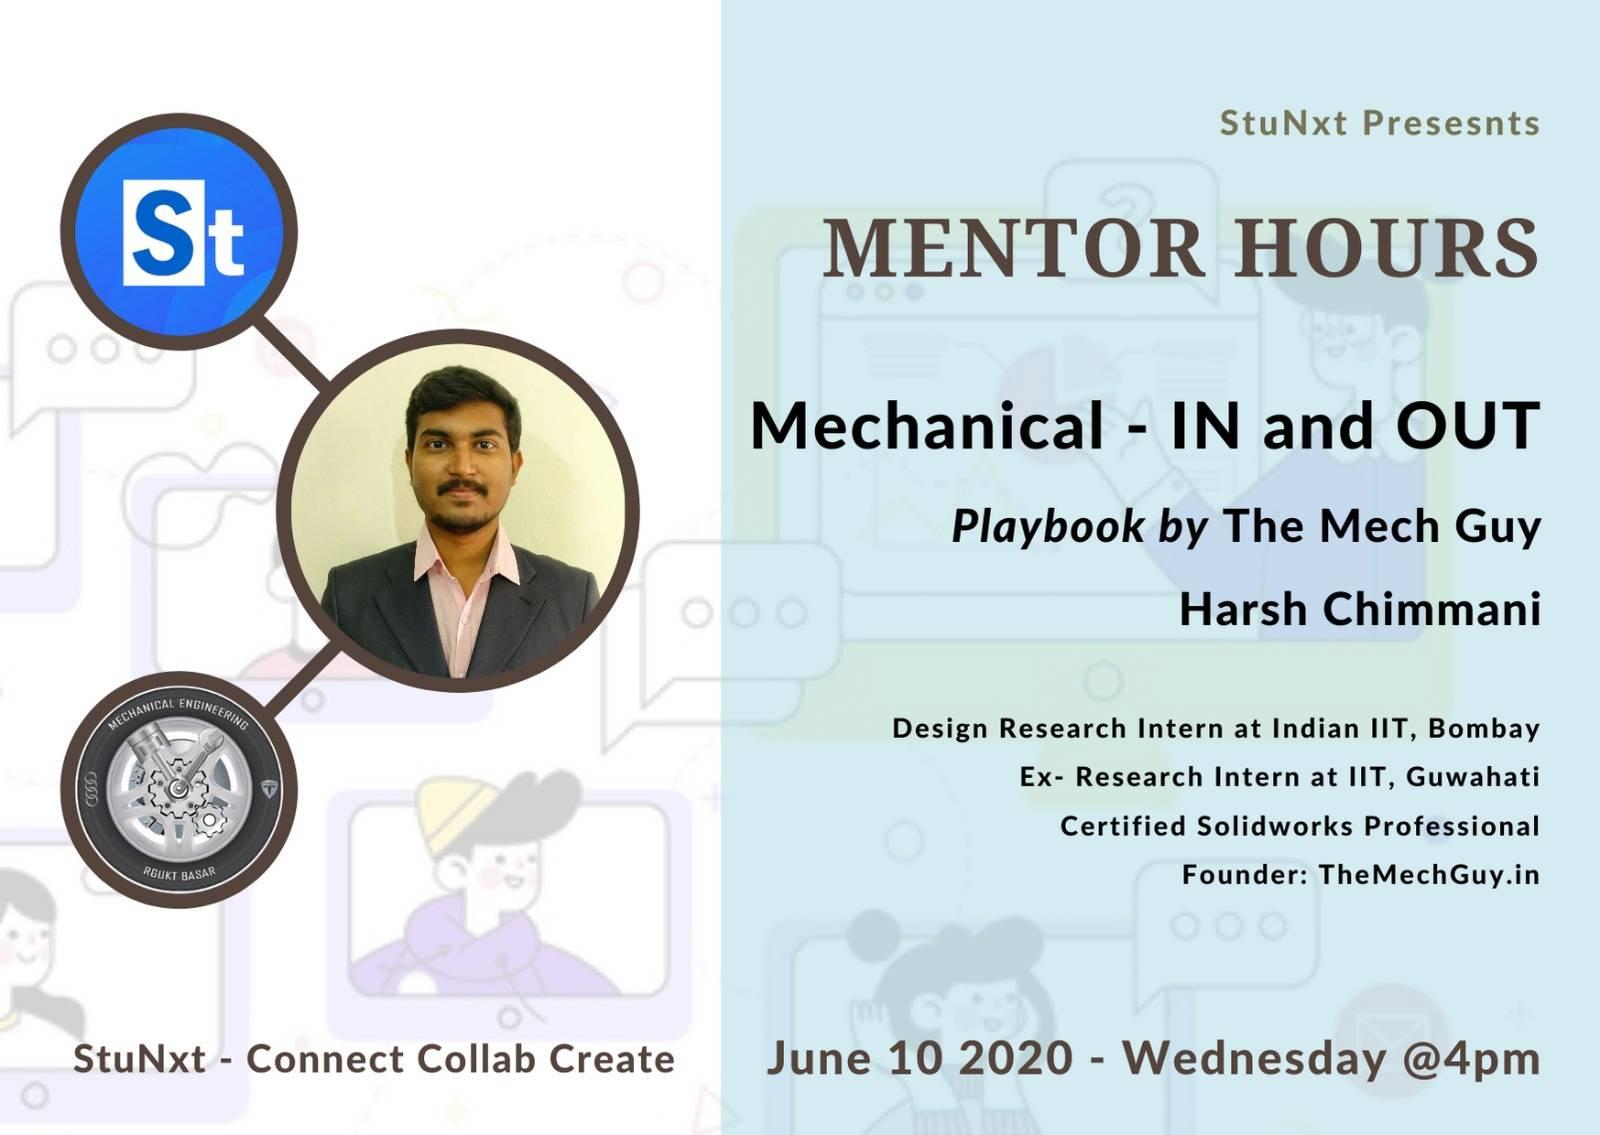 StuNxt Presesnts
MENTOR HOURS
Mechanical - IN and OUT
Playbook by The Mech Guy
Harsh Chimmani
Design Research Intern at Indian IIT, Bombay
Ex- Research Intern at IIT, Guwahati
Certified Solidworks Professional
Founder: TheMechGuy.in
June 10 2020 - Wednesday @4pm
St
MECHANICAL ENGINEERING
RGUKT BASAR
StuNxt - Connect Collab Create
?